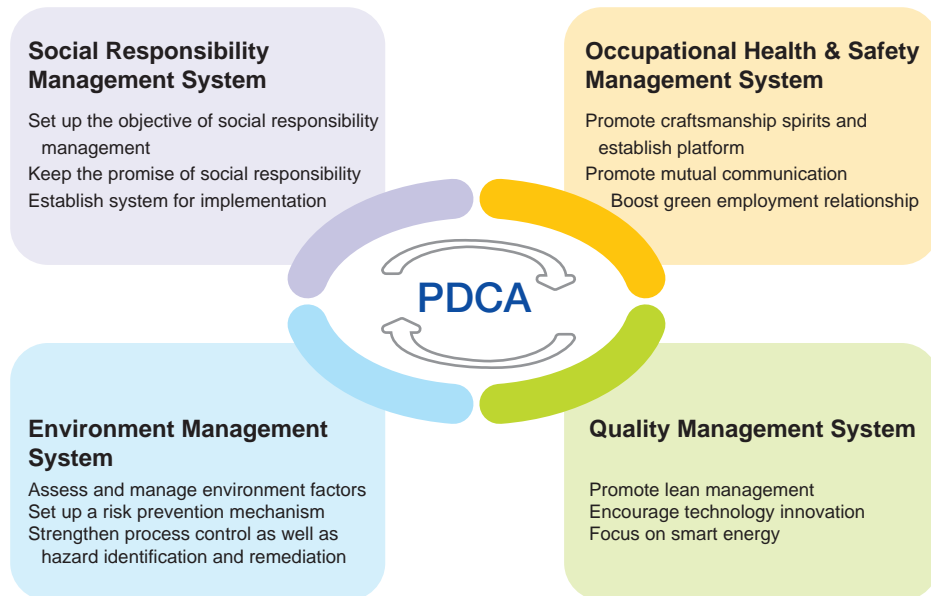 Social Responsibility
Management System
Set up the objective of social responsibility
management
Keep the promise of social responsibility
Establish system for implementation
Occupational Health & Safety
Management System
Promote craftsmanship spirits and
establish platform
Promote mutual communication
Boost green employment relationship
PDCA
Environment Management
System
Assess and manage environment factors
Set up a risk prevention mechanism
Strengthen process control as well as
hazard identification and remediation
Quality Management System
Promote lean management
Encourage technology innovation
Focus on smart energy